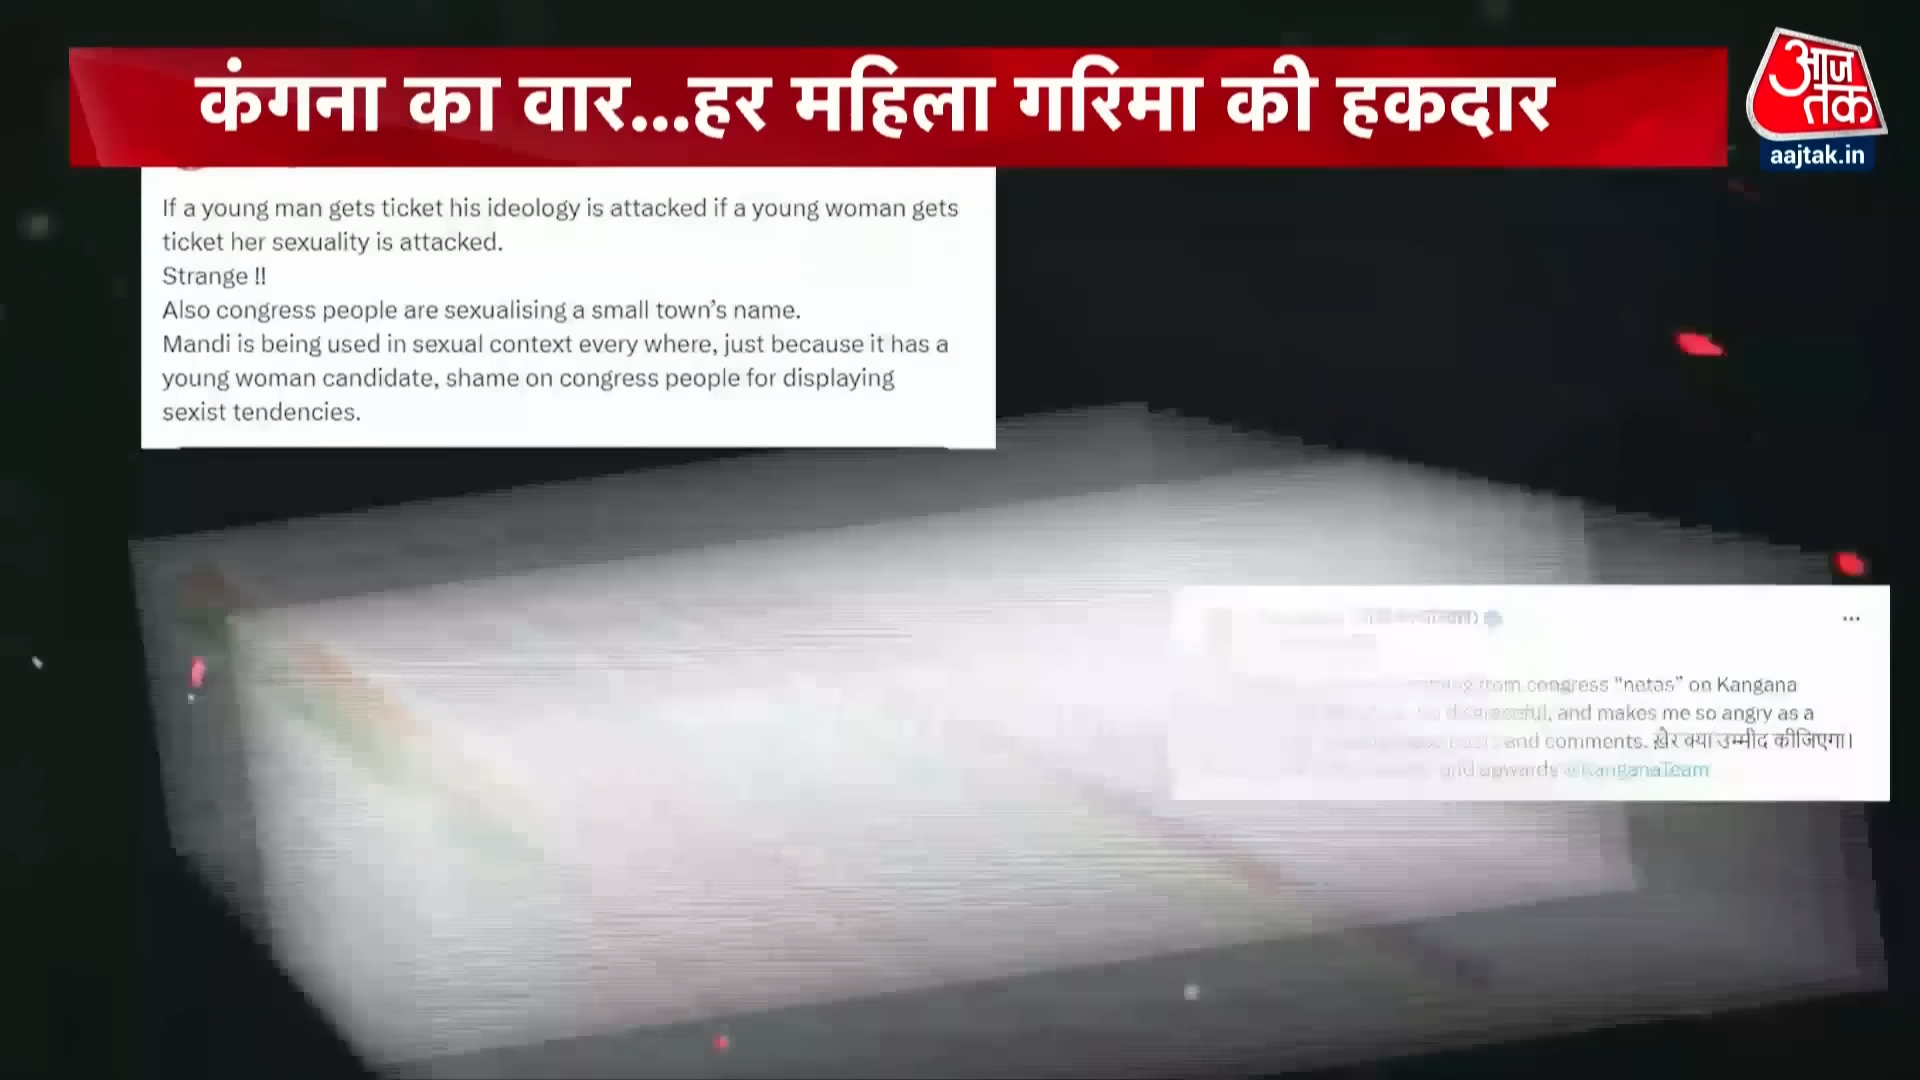 कंगना का वार...हर महिला गरिमा की हकदार
आज
तक
aajtak.in
If a young man gets ticket his ideology is attacked if a young woman gets
ticket her sexuality is attacked.
Strange !!
Also congress people are sexualising a small town’s name.
Mandi is being used in sexual context every where, just because it has a
young woman candidate, shame on congress people for displaying
sexist tendencies.
from congress "netas" on Kangana
and makes me so angry as a
and comments. ख़ैर क्या उम्मीद कीजिएगा।
and upwards @KanganaTeam